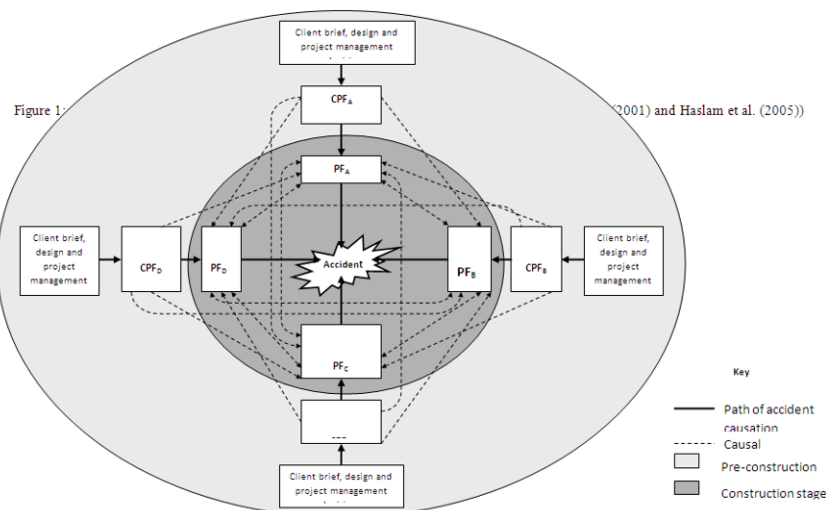 Client brief, design and
project management
CPFA
Figure 1:
2001) and Haslam et al. (2005))
PFA
Client brief,
design and
project
management
CPFD
PFD
Accident
PFB
CPFB
Client brief,
design and
project
management
PFC
Client brief, design and
project management
Key
Path of accident
causation
Causal
Pre-construction
Construction stage